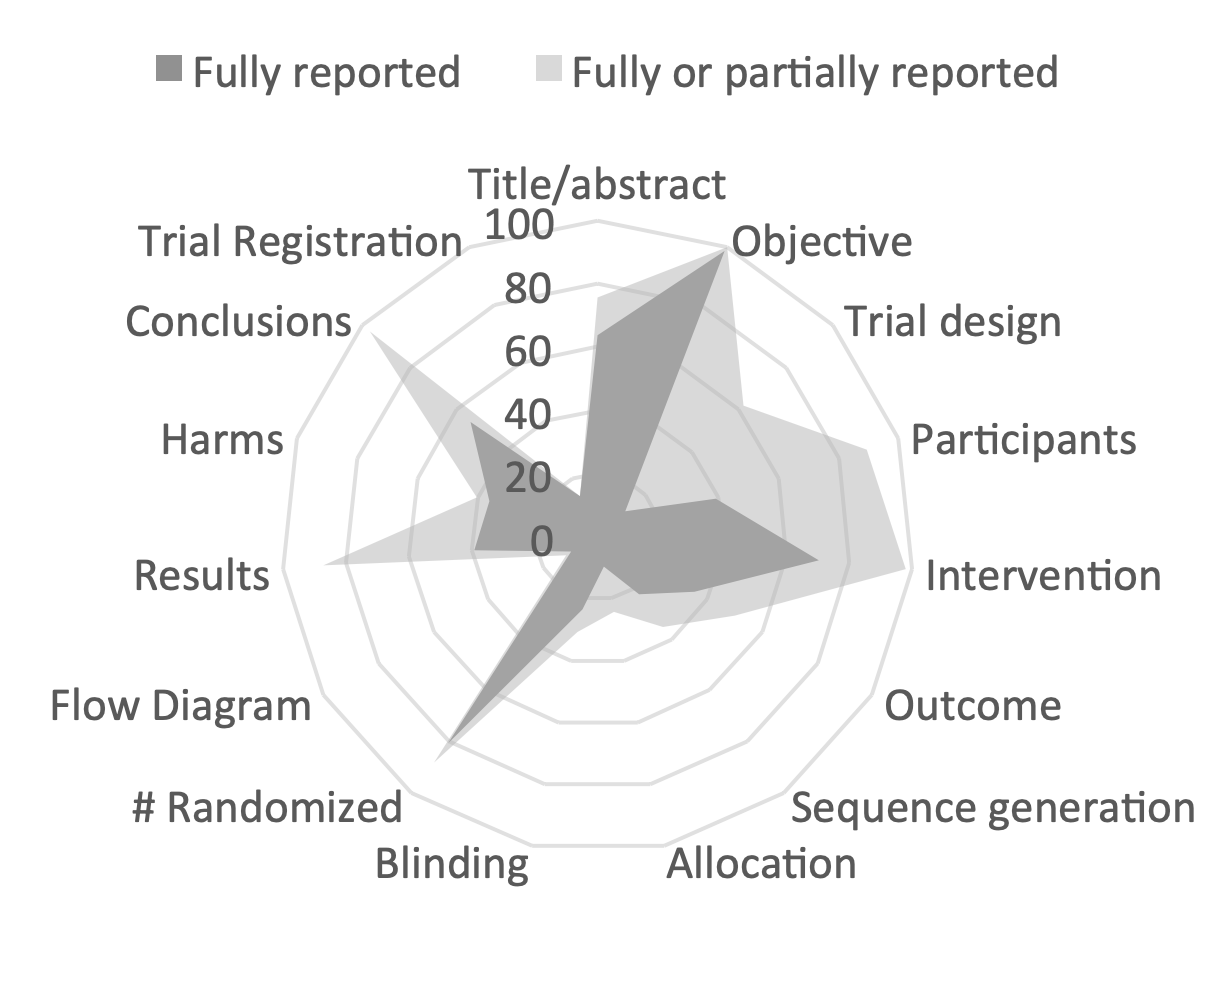 Fully reported
Fully or partially reported
Title/abstract
100
Objective
Trial Registration
80
Conclusions
Trial design
60
40
Harms
Participants
20
0
Results
Intervention
Flow Diagram
Outcome
# Randomized
Sequence generation
Blinding
Allocation